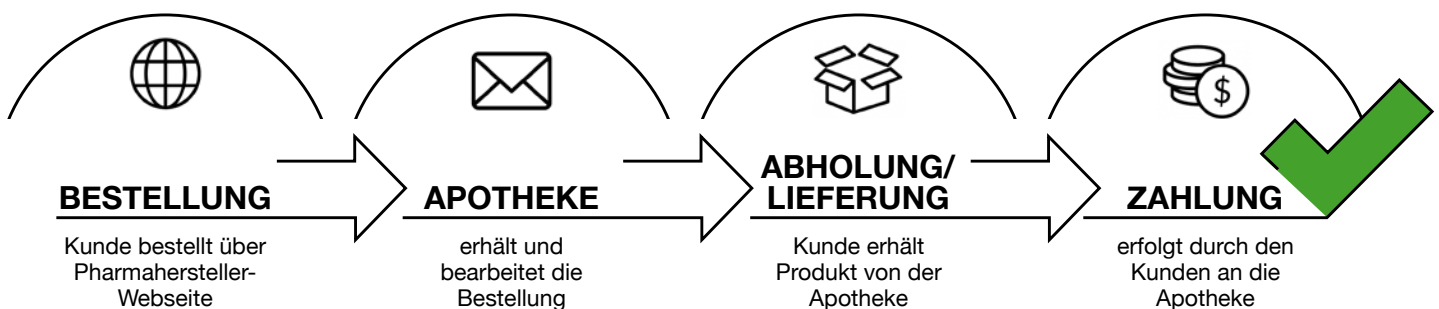 $
BESTELLUNG
Kunde bestellt über
Pharmahersteller-
Webseite
APOTHEKE
erhält und
bearbeitet die
Bestellung
ABHOLUNG/
LIEFERUNG
Kunde erhält
Produkt von der
Apotheke
ZAHLUNG
erfolgt durch den
Kunden an die
Apotheke